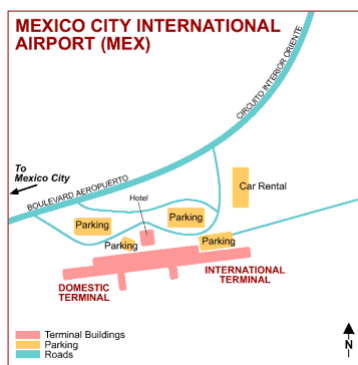 MEXICO CITY INTERNATIONAL
AIRPORT (MEX)
CIRCUITO INTERIOR ORIENTE
To
Mexico City
BOULEVARD AEROPUERTO
Car Rental
Hotel
Parking
Parking
Parking
Parking
DOMESTIC
TERMINAL
INTERNATIONAL
TERMINAL
Terminal Buildings
Parking
Roads
N